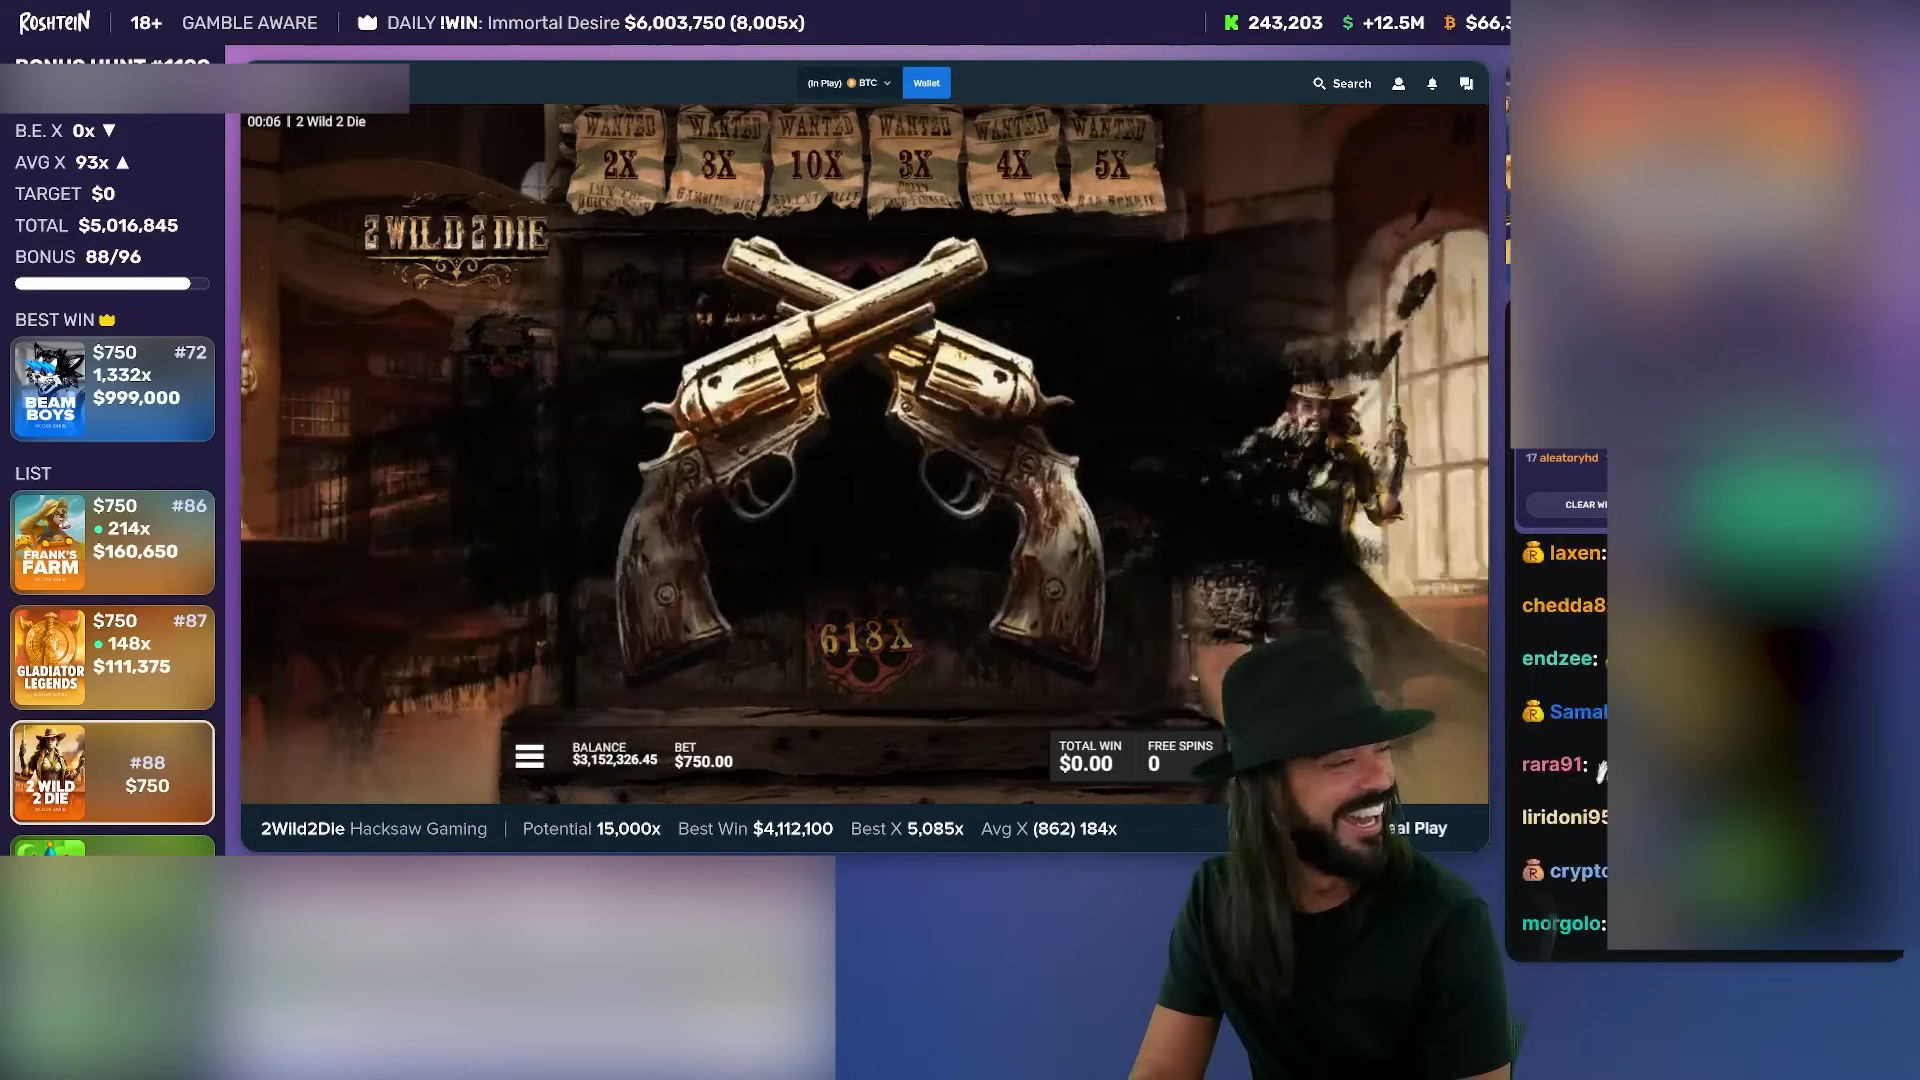 ROSHTEIN
18+ GAMBLE AWARE
DAILY !WIN: Immortal Desire $6,003,750 (8,005x)
243,203 $ +12.5M
B.E. X 0x ▼
AVG X 93x ▲
TARGET $0
TOTAL $5,016,845
BONUS 88/96
BEST WIN
$750 #72
1,332x
$999,000
BEAM
BOYS
LIST
$750 #86
214x
$160,650
FRANK'S
FARM
$750 #87
148x
$111,375
GLADIATOR
LEGENDS
#88
$750
2 WILD
2 DIE
(In Play) BTC
Wallet
Search
00:06 | 2 Wild 2 Die
WANTED WANTED WANTED WANTED WANTED WANTED
2X 8X 10X 3X 4X 5X
2 WILD 2 DIE
618X
BALANCE
$3,152,326.45
BET
$750.00
TOTAL WIN
$0.00
FREE SPINS
0
2Wild2Die Hacksaw Gaming | Potential 15,000x Best Win $4,112,100 Best X 5,085x Avg X (862) 184x
Play
17 aleatoryhd
CLEAR
laxen:
endzee:
rara91:
morgolo: